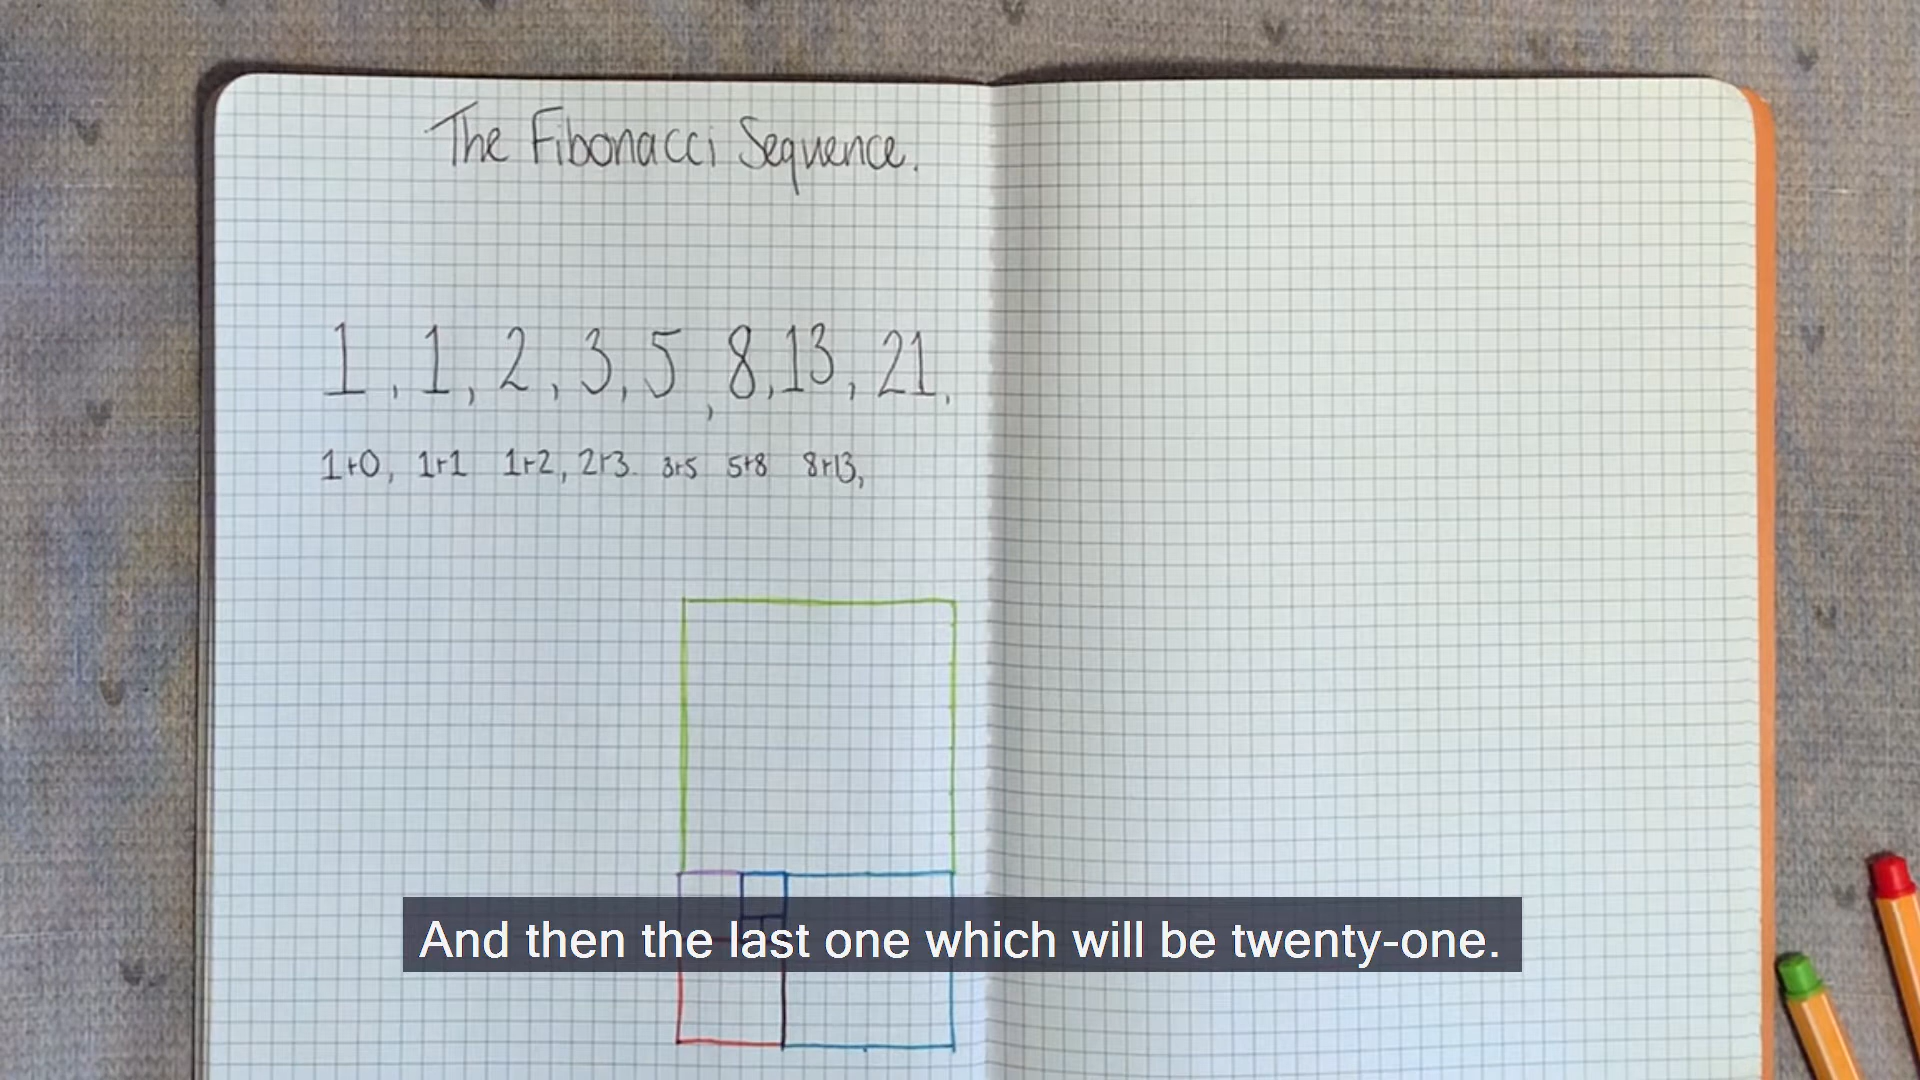 The Fibonacci Sequence.
1, 1, 2, 3, 5, 8, 13, 21,
1+0, 1+1 1+2, 2+3. 3+5 5+8 8+13,
And then the last one which will be twenty-one.